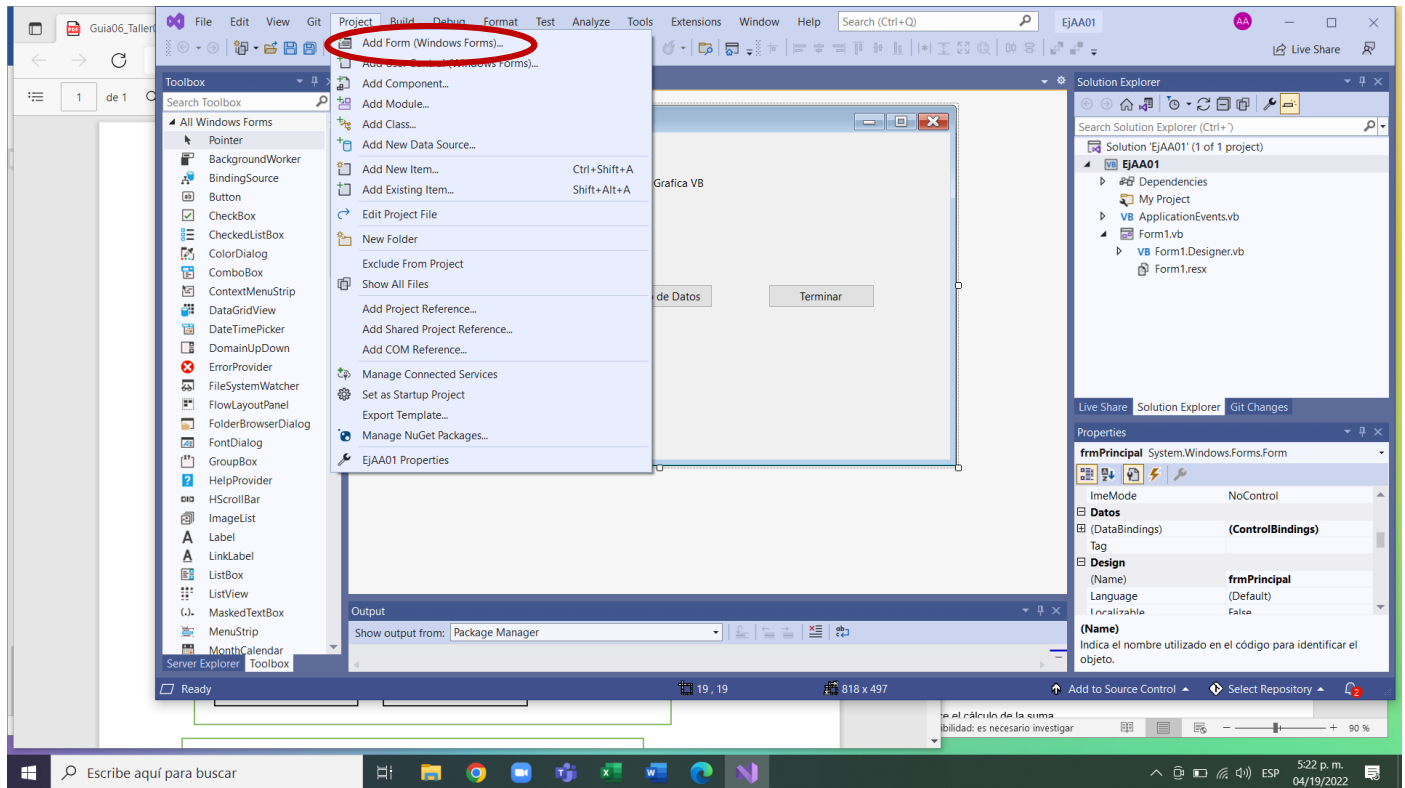 Guia06_Taller
File Edit View Git Project Build Debug Format Test Analyze Tools Extensions Window Help Search (Ctrl+Q) EjAA01 AA
Live Share
1 de 1
Toolbox
Search Toolbox
All Windows Forms
Pointer
BackgroundWorker
BindingSource
Button
CheckBox
CheckedListBox
ColorDialog
ComboBox
ContextMenuStrip
DataGridView
DateTimePicker
DomainUpDown
ErrorProvider
FileSystemWatcher
FlowLayoutPanel
FolderBrowserDialog
FontDialog
GroupBox
HelpProvider
HScrollBar
ImageList
Label
LinkLabel
ListBox
ListView
MaskedTextBox
MenuStrip
MonthCalendar
Server Explorer Toolbox
Add Form (Windows Forms)...
Add User Control (Windows Forms)...
Add Component...
Add Module...
Add Class...
Add New Data Source...
Add New Item... Ctrl+Shift+A
Add Existing Item... Shift+Alt+A
Edit Project File
New Folder
Exclude From Project
Show All Files
Add Project Reference...
Add Shared Project Reference...
Add COM Reference...
Manage Connected Services
Set as Startup Project
Export Template...
Manage NuGet Packages...
EjAA01 Properties
Grafica VB
de Datos
Terminar
Output
Show output from: Package Manager
Solution Explorer
Search Solution Explorer (Ctrl+´)
Solution 'EjAA01' (1 of 1 project)
VB EjAA01
Dependencies
My Project
VB ApplicationEvents.vb
Form1.vb
VB Form1.Designer.vb
Form1.resx
Live Share Solution Explorer Git Changes
Properties
frmPrincipal System.Windows.Forms.Form
ImeMode NoControl
Datos
(DataBindings) (ControlBindings)
Tag
Design
(Name) frmPrincipal
Language (Default)
Localizable False
(Name)
Indica el nombre utilizado en el código para identificar el
objeto.
Ready 19 , 19 818 x 497 Add to Source Control Select Repository 2
e el cálculo de la suma
ibilidad: es necesario investigar 90 %
Escribe aquí para buscar
ESP
5:22 p. m.
04/19/2022